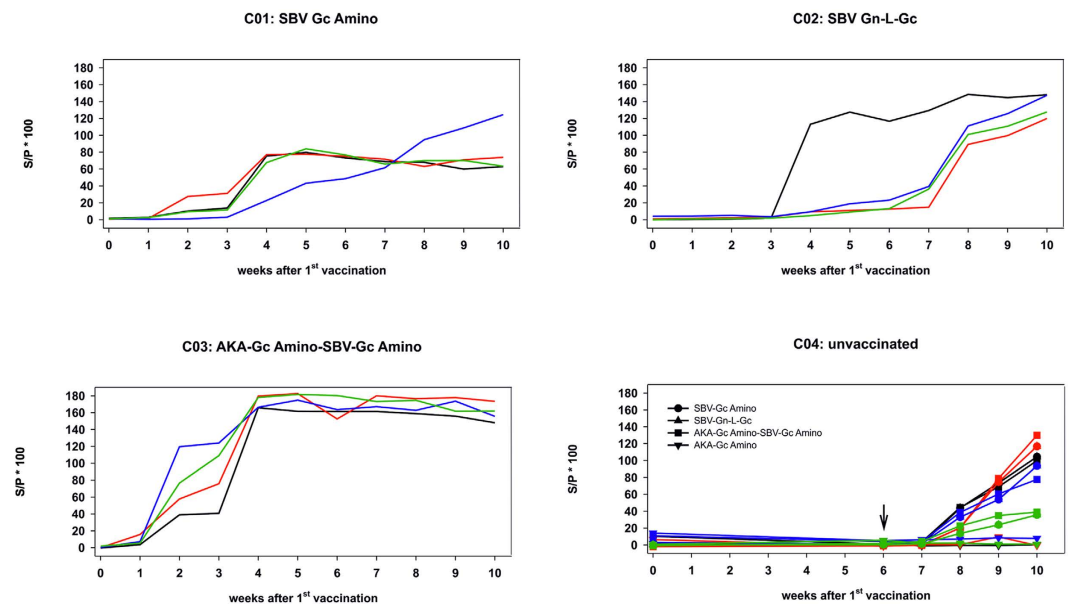 C01: SBV Gc Amino
S/P * 100
180
160
140
120
100
80
60
40
20
0
0 1 2 3 4 5 6 7 8 9 10
weeks after 1st vaccination
C02: SBV Gn-L-Gc
S/P * 100
180
160
140
120
100
80
60
40
20
0
0 1 2 3 4 5 6 7 8 9 10
weeks after 1st vaccination
C03: AKA-Gc Amino-SBV-Gc Amino
S/P * 100
180
160
140
120
100
80
60
40
20
0
0 1 2 3 4 5 6 7 8 9 10
weeks after 1st vaccination
C04: unvaccinated
S/P * 100
180
160
140
120
100
80
60
40
20
0
SBV-Gc Amino
SBV-Gn-L-Gc
AKA-Gc Amino-SBV-Gc Amino
AKA-Gc Amino
0 1 2 3 4 5 6 7 8 9 10
weeks after 1st vaccination